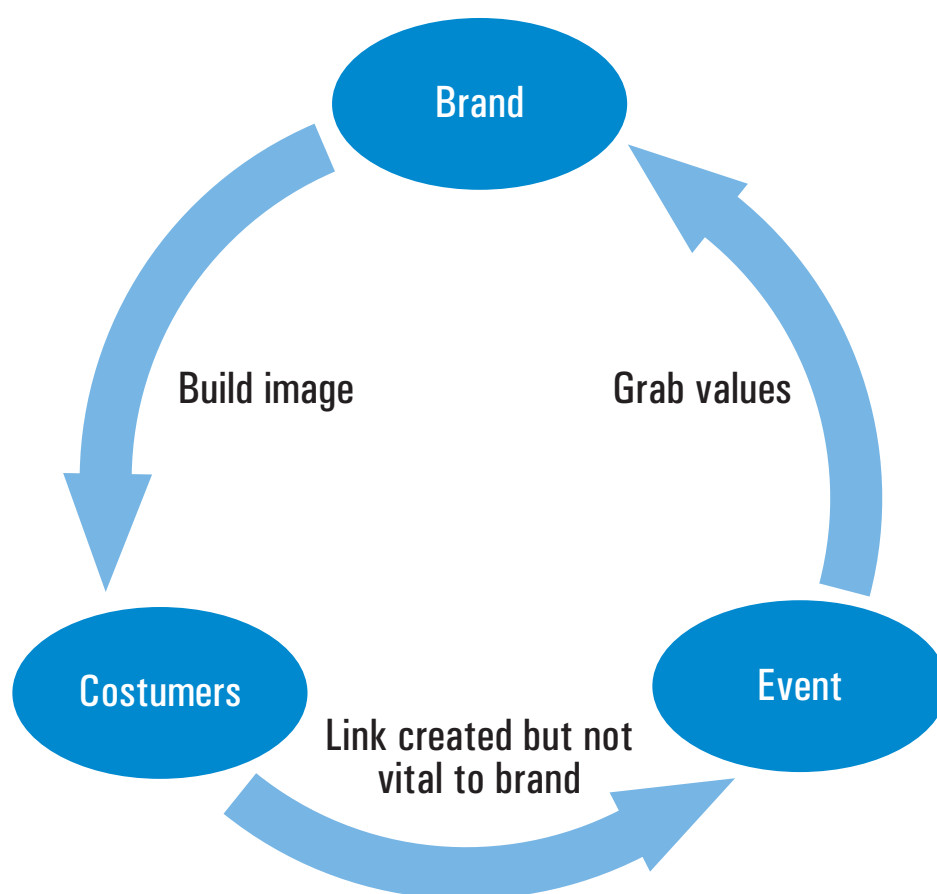 Brand
Build image
Grab values
Costumers
Event
Link created but not
vital to brand